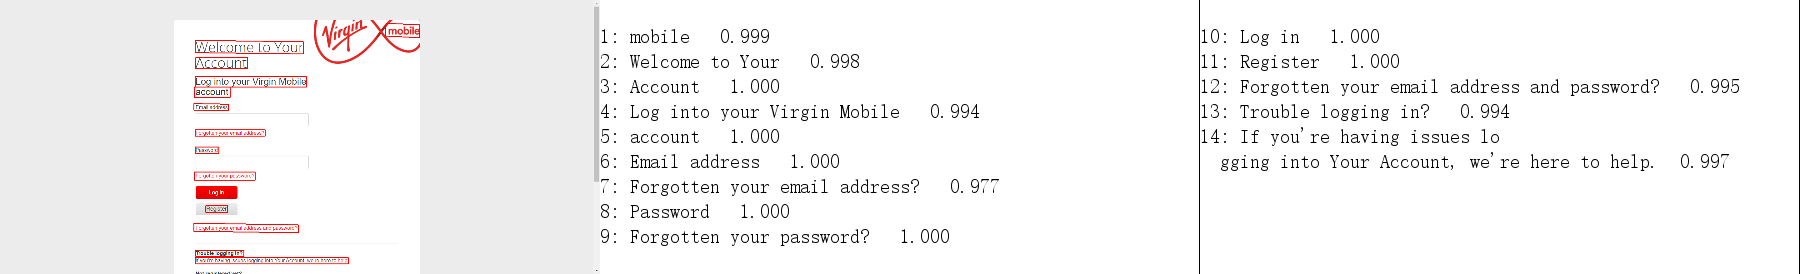 Virgin
mobile
Welcome to Your
Account
Log into your Virgin Mobile
account
Email address
Forgotten your email address?
Password
Forgotten your password?
Log in
Register
Forgotten your email address and password?
Trouble logging in?
If you're having issues logging into Your Account, we're here to help.
Not registered yet?
1: mobile 0.999
2: Welcome to Your 0.998
3: Account 1.000
4: Log into your Virgin Mobile 0.994
5: account 1.000
6: Email address 1.000
7: Forgotten your email address? 0.977
8: Password 1.000
9: Forgotten your password? 1.000
10: Log in 1.000
11: Register 1.000
12: Forgotten your email address and password? 0.995
13: Trouble logging in? 0.994
14: If you're having issues lo
gging into Your Account, we're here to help. 0.997